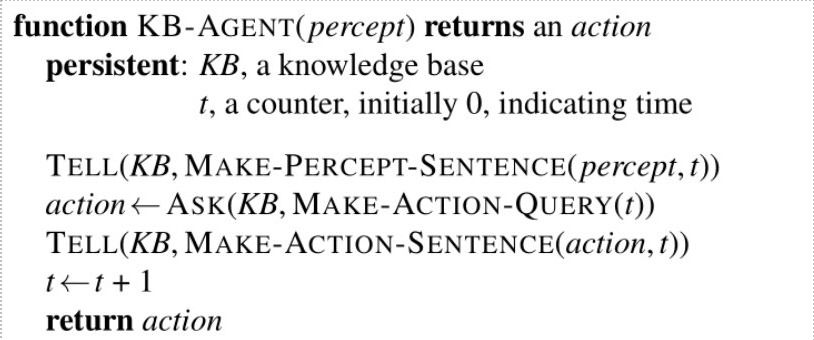 function KB-AGENT(percept) returns an action
persistent: KB, a knowledge base
t, a counter, initially 0, indicating time
TELL(KB, MAKE-PERCEPT-SENTENCE(percept, t))
action ← ASK(KB, MAKE-ACTION-QUERY(t))
TELL(KB, MAKE-ACTION-SENTENCE(action, t))
t ← t + 1
return action